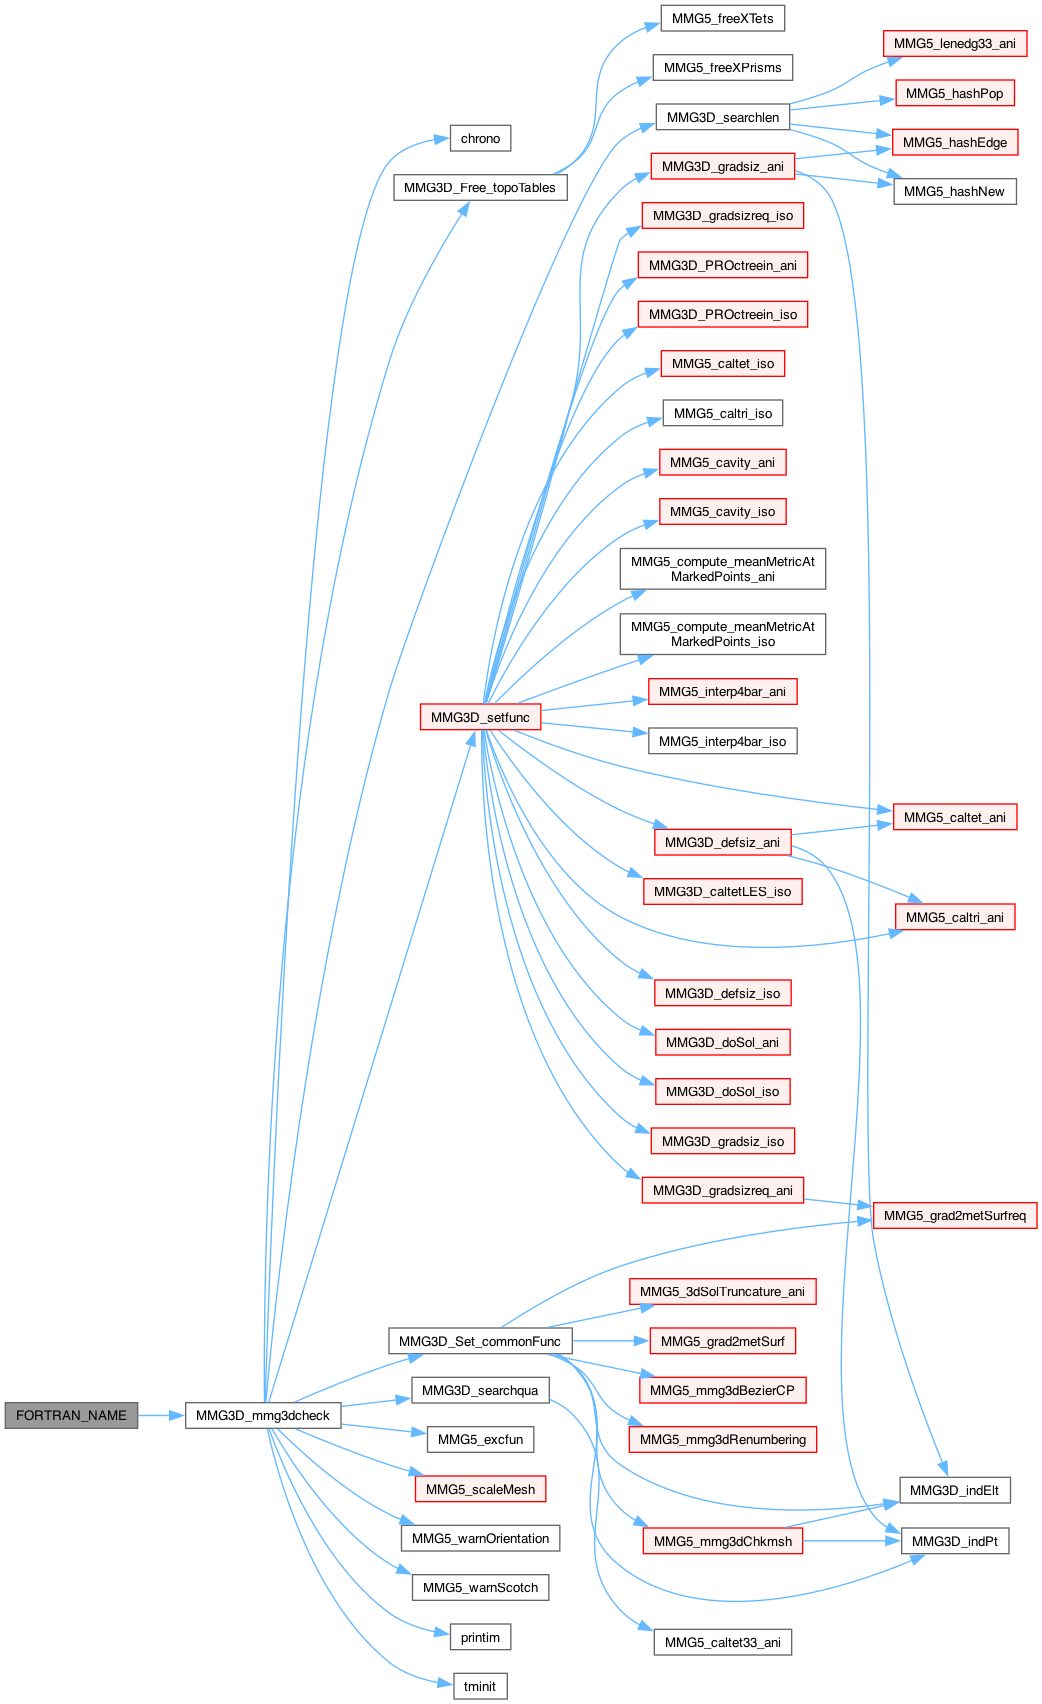 MMG5_freeXTets
MMG5_lenedg33_ani
MMG5_freeXPrisms
MMG5_hashPop
MMG3D_searchlen
chrono
MMG5_hashEdge
MMG3D_gradsiz_ani
MMG3D_Free_topoTables
MMG5_hashNew
MMG3D_gradsizreq_iso
MMG3D_PROctreein_ani
MMG3D_PROctreein_iso
MMG5_caltet_iso
MMG5_caltri_iso
MMG5_cavity_ani
MMG5_cavity_iso
MMG5_compute_meanMetricAt
MarkedPoints_ani
MMG5_compute_meanMetricAt
MarkedPoints_iso
MMG5_interp4bar_ani
MMG3D_setfunc
MMG5_interp4bar_iso
MMG5_caltet_ani
MMG3D_defsiz_ani
MMG3D_caltetLES_iso
MMG5_caltri_ani
MMG3D_defsiz_iso
MMG3D_doSol_ani
MMG3D_doSol_iso
MMG3D_gradsiz_iso
MMG3D_gradsizreq_ani
MMG5_grad2metSurfreq
MMG5_3dSolTruncature_ani
MMG3D_Set_commonFunc
MMG5_grad2metSurf
MMG3D_searchqua
MMG5_mmg3dBezierCP
FORTRAN_NAME
MMG3D_mmg3dcheck
MMG5_excfun
MMG5_mmg3dRenumbering
MMG5_scaleMesh
MMG3D_indElt
MMG5_warnOrientation
MMG5_mmg3dChkmsh
MMG3D_indPt
MMG5_warnScotch
printim
MMG5_caltet33_ani
tminit